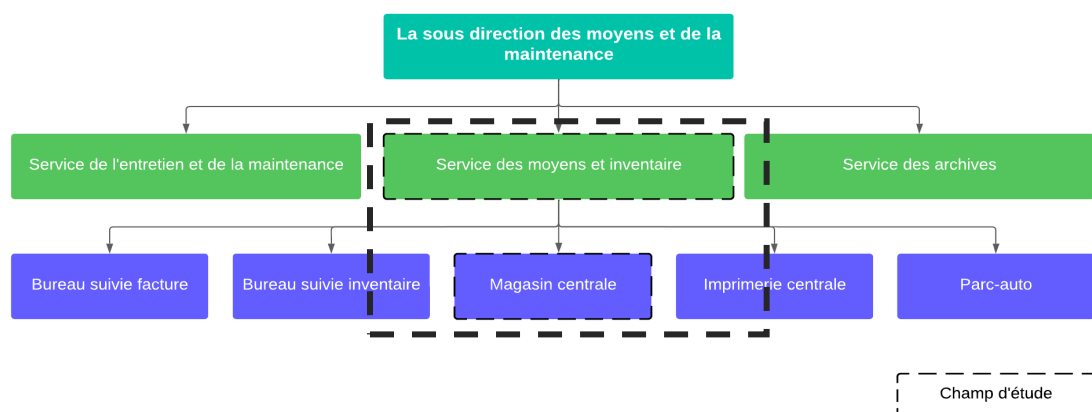 La sous direction des moyens et de la
maintenance
Service de l'entretien et de la maintenance
Service des moyens et inventaire
Service des archives
Bureau suivie facture
Bureau suivie inventaire
Magasin centrale
Imprimerie centrale
Parc-auto
Champ d'étude